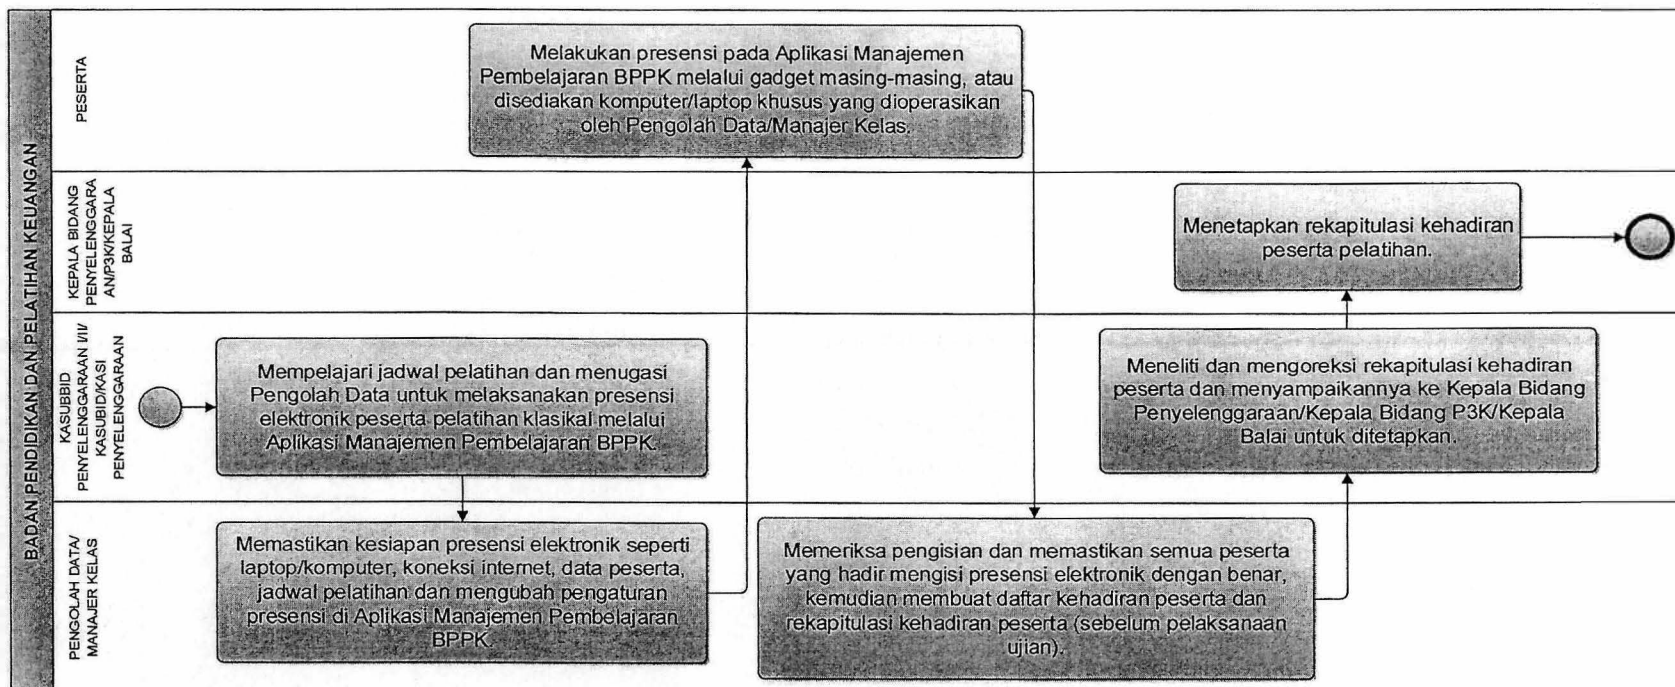 BADAN PENDIDIKAN DAN PELATIHAN KEUANGAN
PESERTA
Melakukan presensi pada Aplikasi Manajemen
Pembelajaran BPPK melalui gadget masing-masing, atau
disediakan komputer/laptop khusus yang dioperasikan
oleh Pengolah Data/Manajer Kelas.
KEPALA BIDANG
PENYELENGGARA
AN/P3K/KEPALA
BALAI
Menetapkan rekapitulasi kehadiran
peserta pelatihan.
KASUBBID
PENYELENGGARAAN I/II/
KASUBID/KASI
PENYELENGGARAAN
Mempelajari jadwal pelatihan dan menugasi
Pengolah Data untuk melaksanakan presensi
elektronik peserta pelatihan klasikal melalui
Aplikasi Manajemen Pembelajaran BPPK.
Meneliti dan mengoreksi rekapitulasi kehadiran
peserta dan menyampaikannya ke Kepala Bidang
Penyelenggaraan/Kepala Bidang P3K/Kepala
Balai untuk ditetapkan.
PENGOLAH DATA/
MANAJER KELAS
Memastikan kesiapan presensi elektronik seperti
laptop/komputer, koneksi internet, data peserta,
jadwal pelatihan dan mengubah pengaturan
presensi di Aplikasi Manajemen Pembelajaran
BPPK.
Memeriksa pengisian dan memastikan semua peserta
yang hadir mengisi presensi elektronik dengan benar,
kemudian membuat daftar kehadiran peserta dan
rekapitulasi kehadiran peserta (sebelum pelaksanaan
ujian).